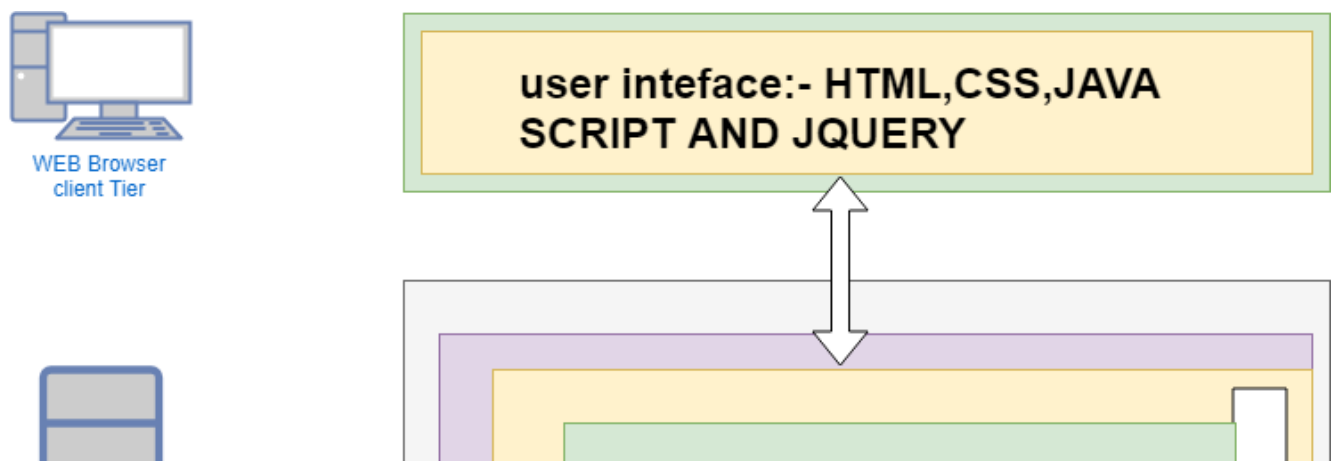 user inteface:- HTML,CSS,JAVA
SCRIPT AND JQUERY
WEB Browser
client Tier